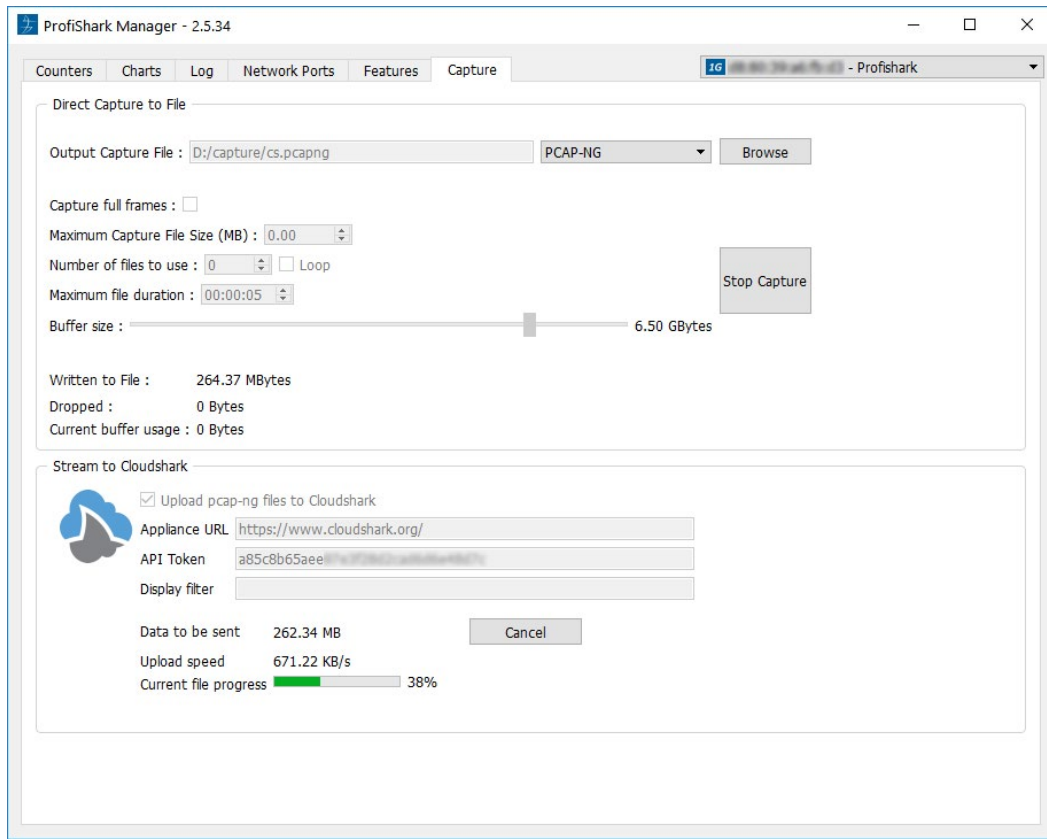 ProfiShark Manager - 2.5.34
Counters Charts Log Network Ports Features Capture 1G - Profishark
Direct Capture to File
Output Capture File : D:/capture/cs.pcapng PCAP-NG Browse
Capture full frames :
Maximum Capture File Size (MB) : 0.00
Number of files to use : 0 Loop
Stop Capture
Maximum file duration : 00:00:05
Buffer size : 6.50 GBytes
Written to File : 264.37 MBytes
Dropped : 0 Bytes
Current buffer usage : 0 Bytes
Stream to Cloudshark
Upload pcap-ng files to Cloudshark
Appliance URL https://www.cloudshark.org/
API Token a85c8b65aee
Display filter
Data to be sent 262.34 MB Cancel
Upload speed 671.22 KB/s
Current file progress 38%